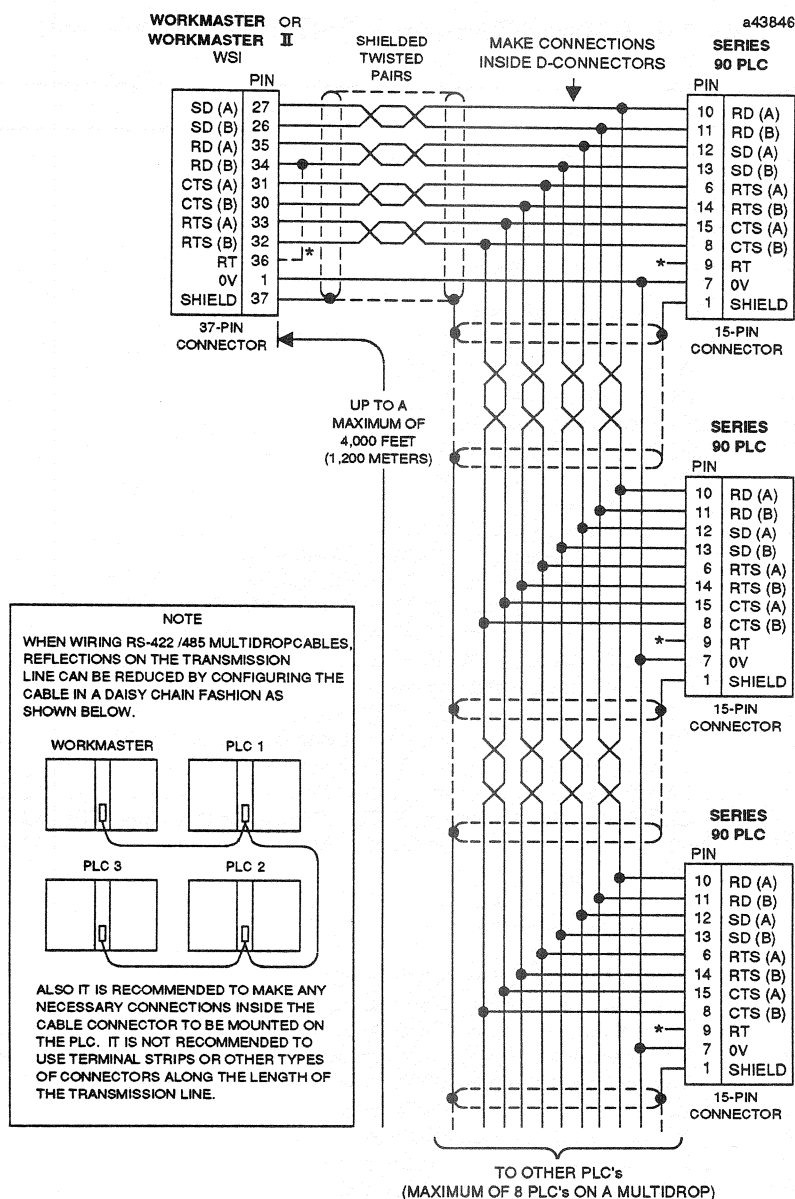 a43846
WORKMASTER OR
WORKMASTER II
WSI
SHIELDED
TWISTED
PAIRS
MAKE CONNECTIONS
INSIDE D-CONNECTORS
SERIES
90 PLC
PIN
SD (A) 27
SD (B) 26
RD (A) 35
RD (B) 34
CTS (A) 31
CTS (B) 30
RTS (A) 33
RTS (B) 32
RT 36 *
0V 1
SHIELD 37
37-PIN
CONNECTOR
PIN
10 RD (A)
11 RD (B)
12 SD (A)
13 SD (B)
6 RTS (A)
14 RTS (B)
15 CTS (A)
8 CTS (B)
* 9 RT
7 0V
1 SHIELD
15-PIN
CONNECTOR
UP TO A
MAXIMUM OF
4,000 FEET
(1,200 METERS)
SERIES
90 PLC
PIN
10 RD (A)
11 RD (B)
12 SD (A)
13 SD (B)
6 RTS (A)
14 RTS (B)
15 CTS (A)
8 CTS (B)
* 9 RT
7 0V
1 SHIELD
15-PIN
CONNECTOR
NOTE
WHEN WIRING RS-422 /485 MULTIDROPCABLES,
REFLECTIONS ON THE TRANSMISSION
LINE CAN BE REDUCED BY CONFIGURING THE
CABLE IN A DAISY CHAIN FASHION AS
SHOWN BELOW.
WORKMASTER PLC 1
PLC 3 PLC 2
ALSO IT IS RECOMMENDED TO MAKE ANY
NECESSARY CONNECTIONS INSIDE THE
CABLE CONNECTOR TO BE MOUNTED ON
THE PLC. IT IS NOT RECOMMENDED TO
USE TERMINAL STRIPS OR OTHER TYPES
OF CONNECTORS ALONG THE LENGTH OF
THE TRANSMISSION LINE.
SERIES
90 PLC
PIN
10 RD (A)
11 RD (B)
12 SD (A)
13 SD (B)
6 RTS (A)
14 RTS (B)
15 CTS (A)
8 CTS (B)
* 9 RT
7 0V
1 SHIELD
15-PIN
CONNECTOR
TO OTHER PLC's
(MAXIMUM OF 8 PLC's ON A MULTIDROP)